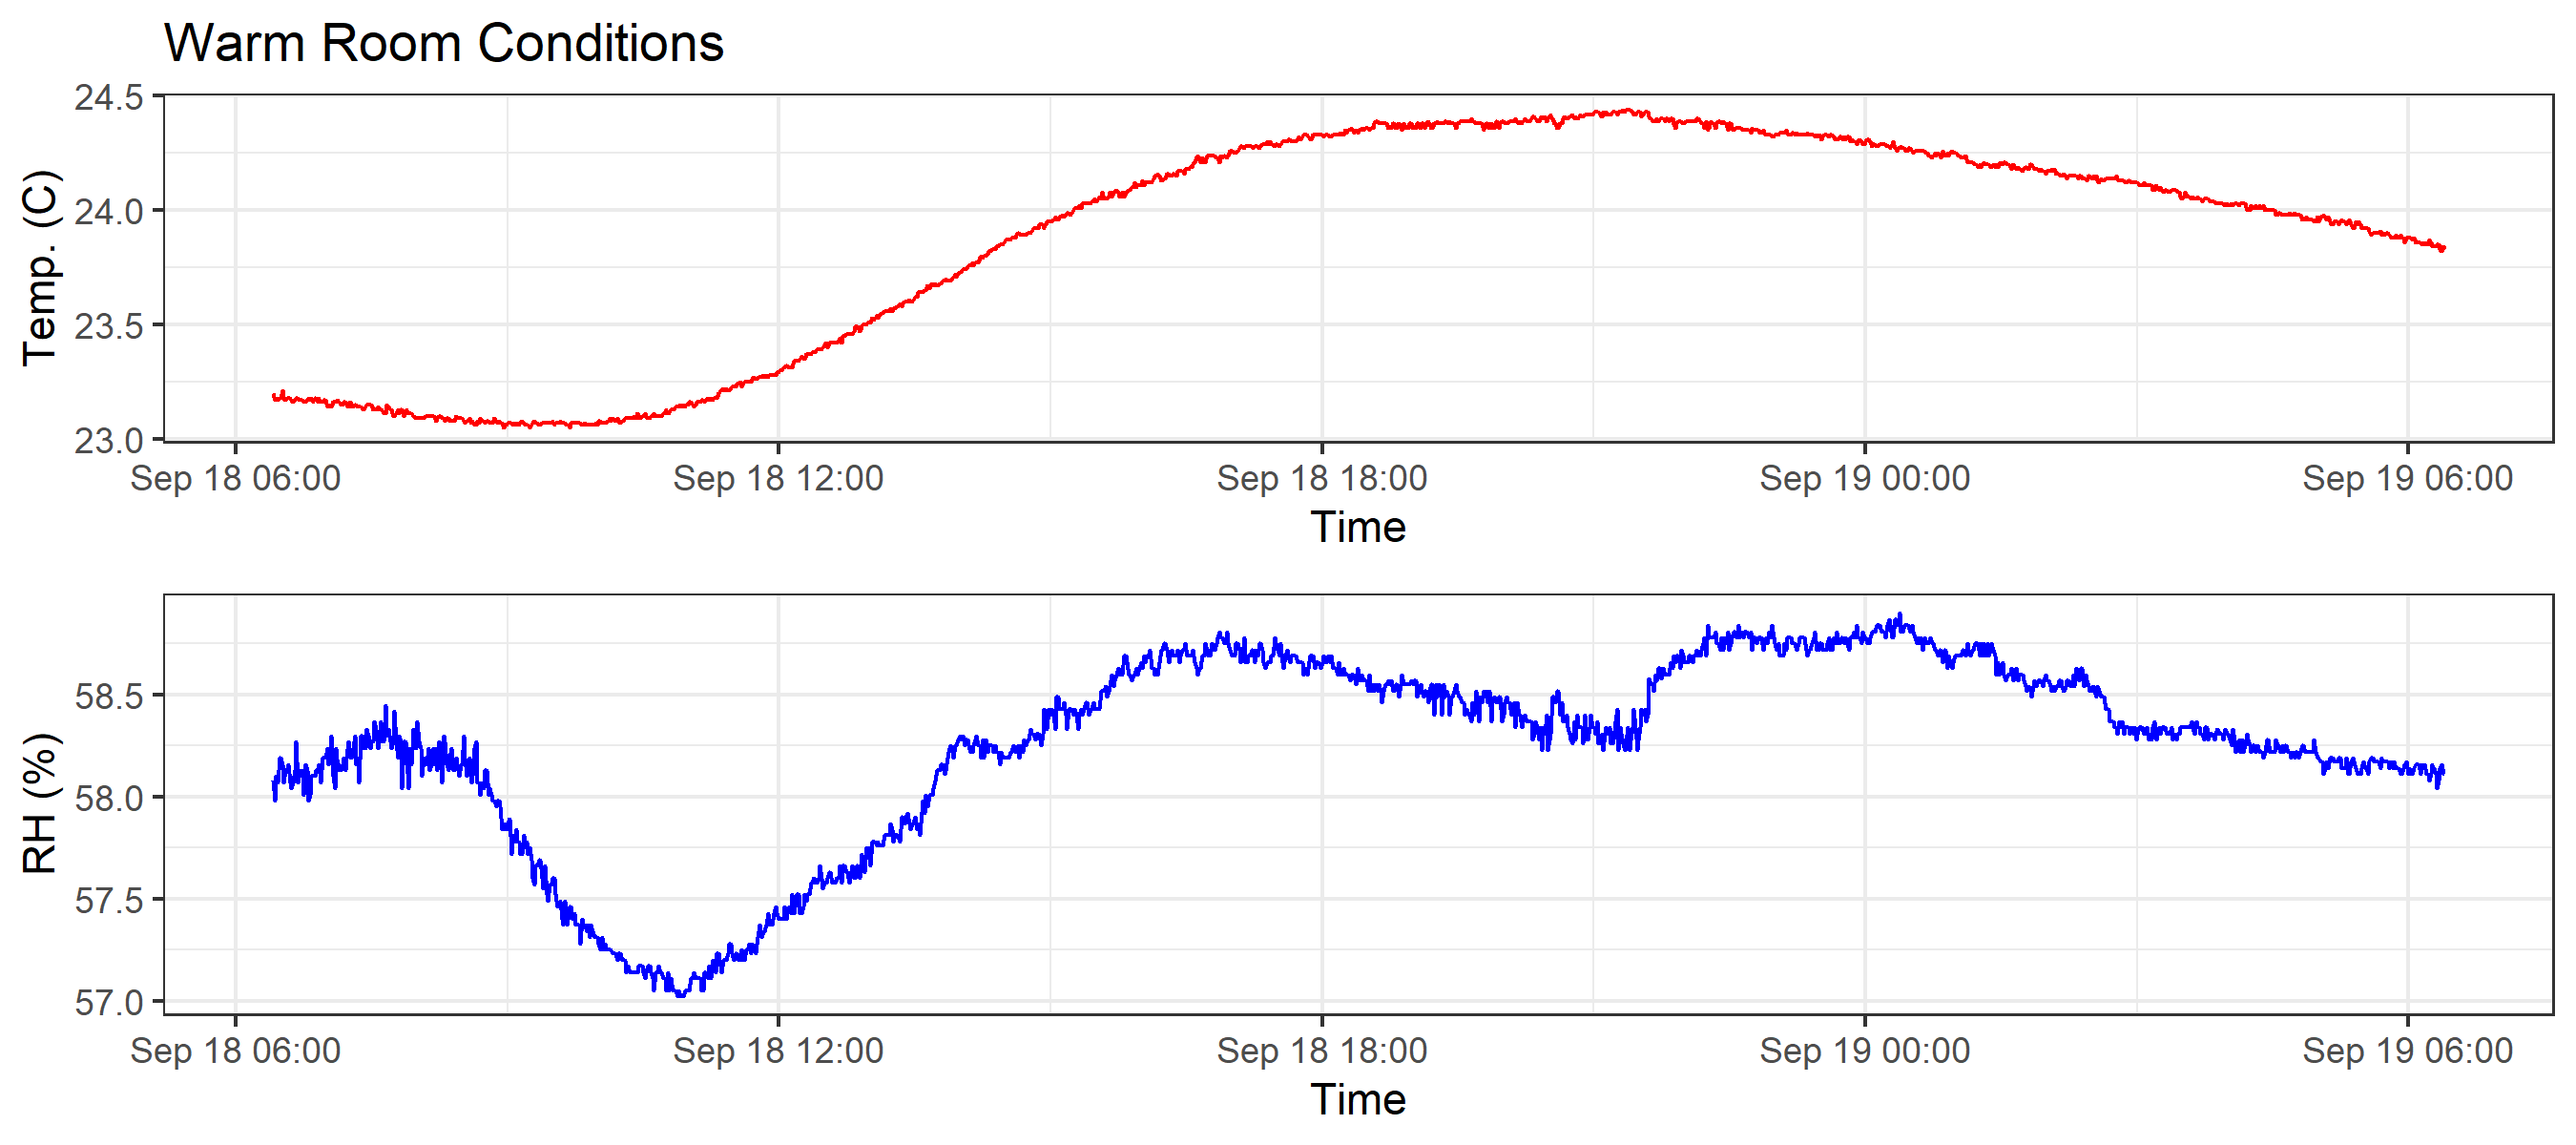 Warm Room Conditions
24.5
24.0
23.5
23.0
Temp. (C)
Sep 18 06:00 Sep 18 12:00 Sep 18 18:00 Sep 19 00:00 Sep 19 06:00
Time
58.5
58.0
57.5
57.0
RH (%)
Sep 18 06:00 Sep 18 12:00 Sep 18 18:00 Sep 19 00:00 Sep 19 06:00
Time